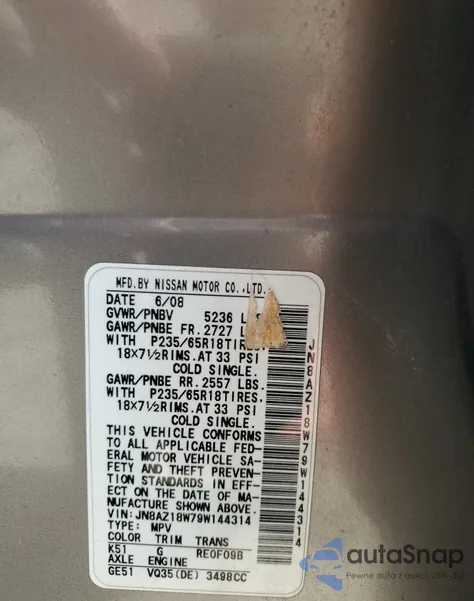 MFD.BY NISSAN MOTOR CO.,LTD.
DATE 6/08
GVWR/PNBV 5236
GAWR/PNBE FR. 2727
WITH P235/65R18TIRES.
18X7½RIMS.AT 33 PSI
COLD SINGLE.
GAWR/PNBE RR. 2557 LBS.
WITH P235/65R18TIRES.
18X7½RIMS.AT 33 PSI
COLD SINGLE.
THIS VEHICLE CONFORMS
TO ALL APPLICABLE FED-
ERAL MOTOR VEHICLE SA-
FETY AND THEFT PREVEN-
TION STANDARDS IN EFF-
ECT ON THE DATE OF MA-
NUFACTURE SHOWN ABOVE.
VIN:JN8AZ18W79W144314
TYPE: MPV
COLOR TRIM TRANS
K51 G RE0F09B
AXLE ENGINE
GE51 VQ35(DE) 3498CC
JN8AZ18W79W144314
autoSnap